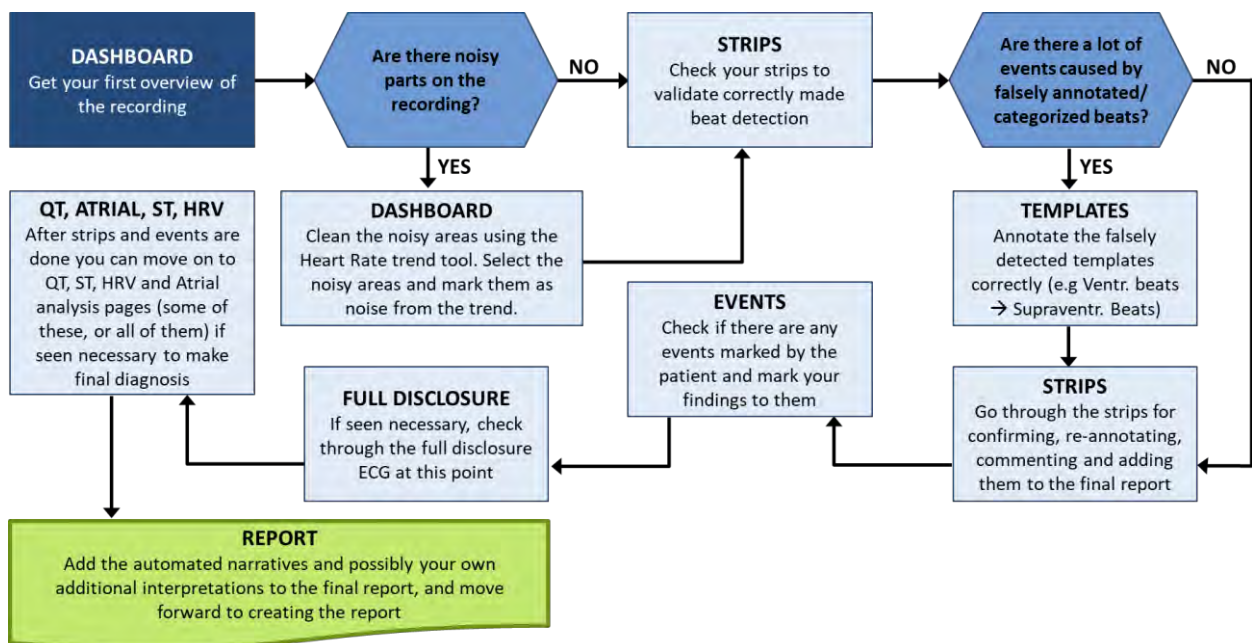 DASHBOARD
Get your first overview of
the recording
Are there noisy
parts on the
recording?
NO
STRIPS
Check your strips to
validate correctly made
beat detection
Are there a lot of
events caused by
falsely annotated/
categorized beats?
NO
YES
YES
DASHBOARD
Clean the noisy areas using the
Heart Rate trend tool. Select the
noisy areas and mark them as
noise from the trend.
TEMPLATES
Annotate the falsely
detected templates
correctly (e.g Ventr. beats
→ Supraventr. Beats)
STRIPS
Go through the strips for
confirming, re-annotating,
commenting and adding
them to the final report
EVENTS
Check if there are any
events marked by the
patient and mark your
findings to them
FULL DISCLOSURE
If seen necessary, check
through the full disclosure
ECG at this point
QT, ATRIAL, ST, HRV
After strips and events are
done you can move on to
QT, ST, HRV and Atrial
analysis pages (some of
these, or all of them) if
seen necessary to make
final diagnosis
REPORT
Add the automated narratives and possibly your own
additional interpretations to the final report, and move
forward to creating the report